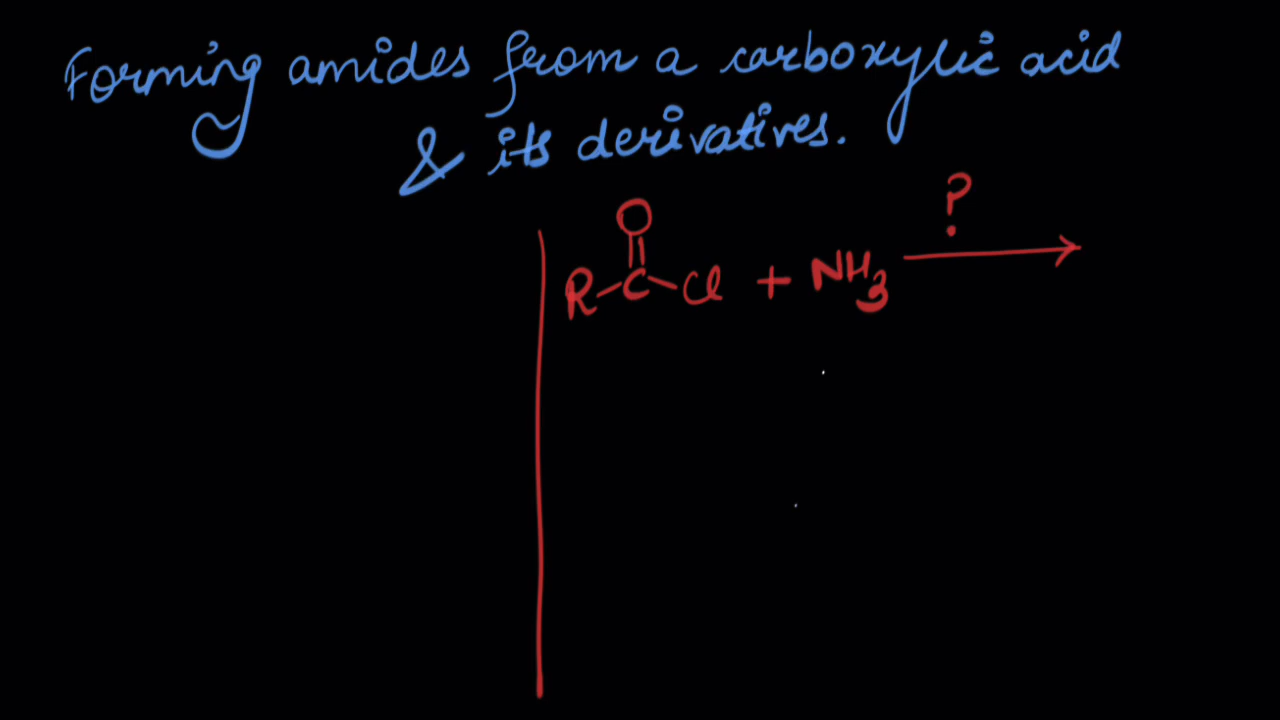 Forming amides from a carboxylic acid
& its derivatives.
?
O
R-C-Cl + NH3